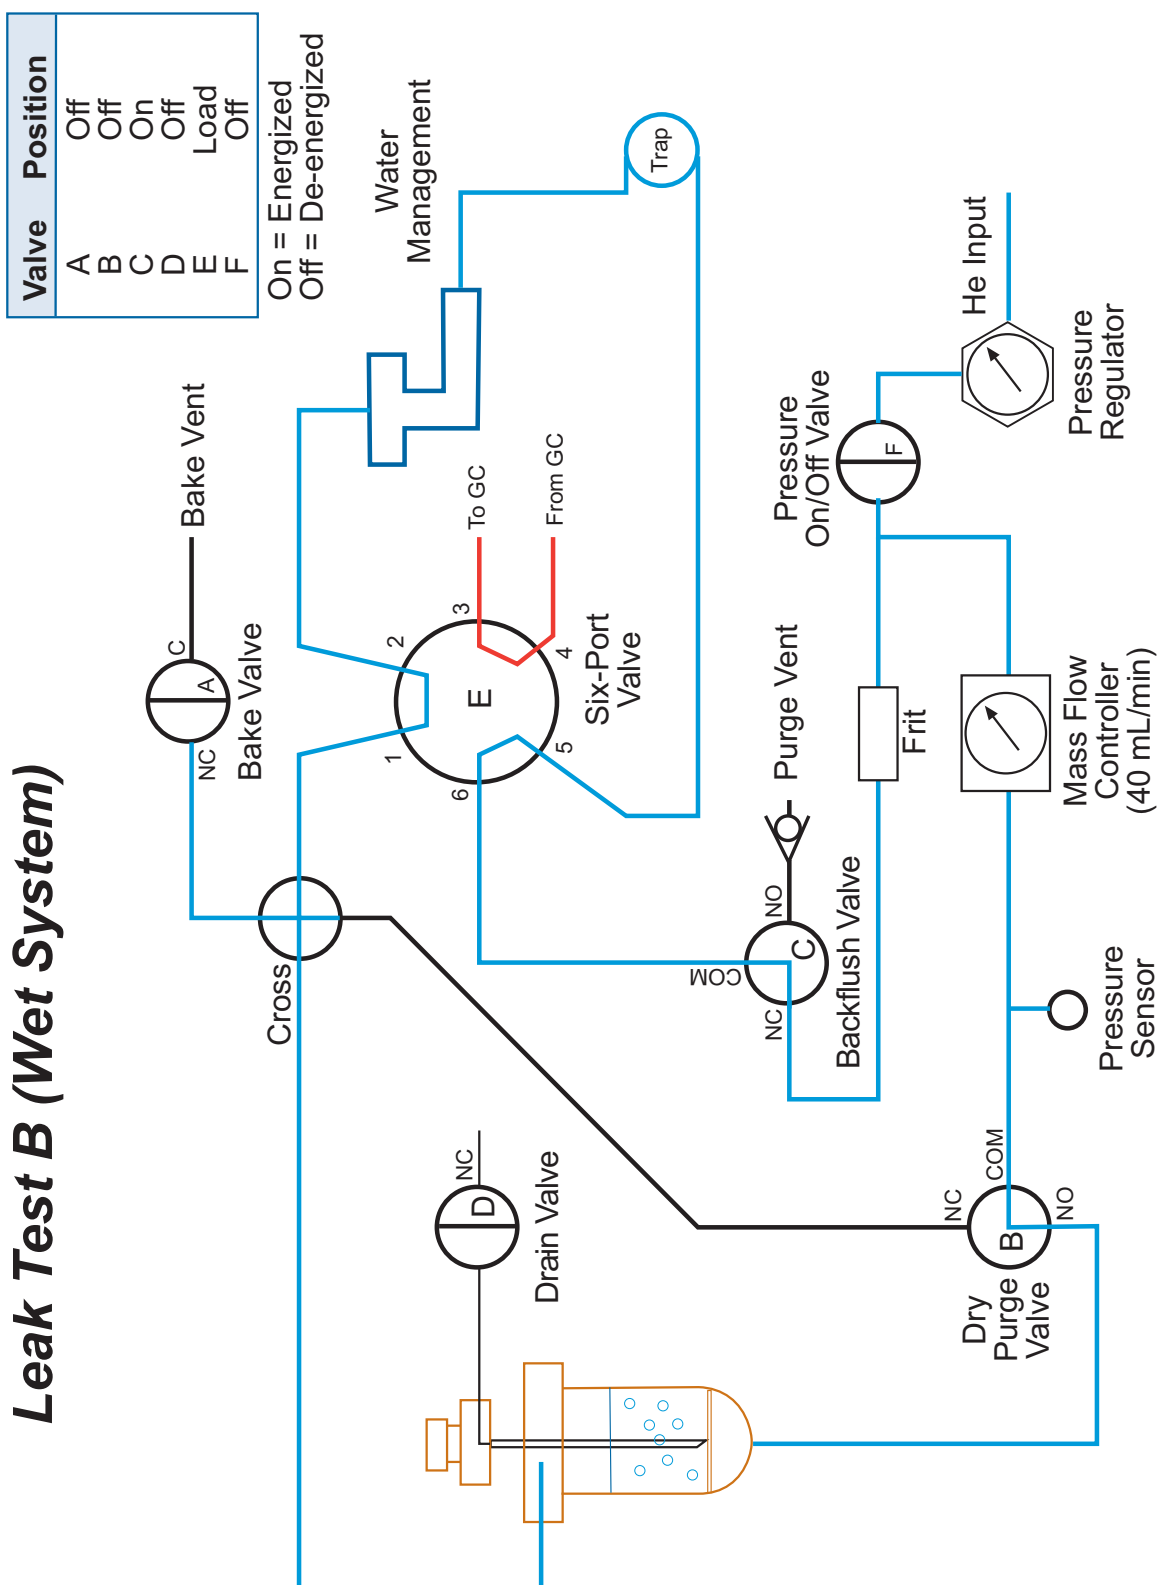 Leak Test B (Wet System)
Valve Position
A Off
B Off
C On
D Off
E Load
F Off
On = Energized
Off = De-energized
Bake Vent
C
A
NC
Bake Valve
Water
Management
Trap
Cross
1
2
3
4
5
6
E
To GC
From GC
Six-Port
Valve
Purge Vent
NO
COM
C
NC
Backflush Valve
Pressure
On/Off Valve
F
He Input
Pressure
Regulator
Frit
Mass Flow
Controller
(40 mL/min)
Pressure
Sensor
NC
D
Drain Valve
NC
COM
B
NO
Dry
Purge
Valve